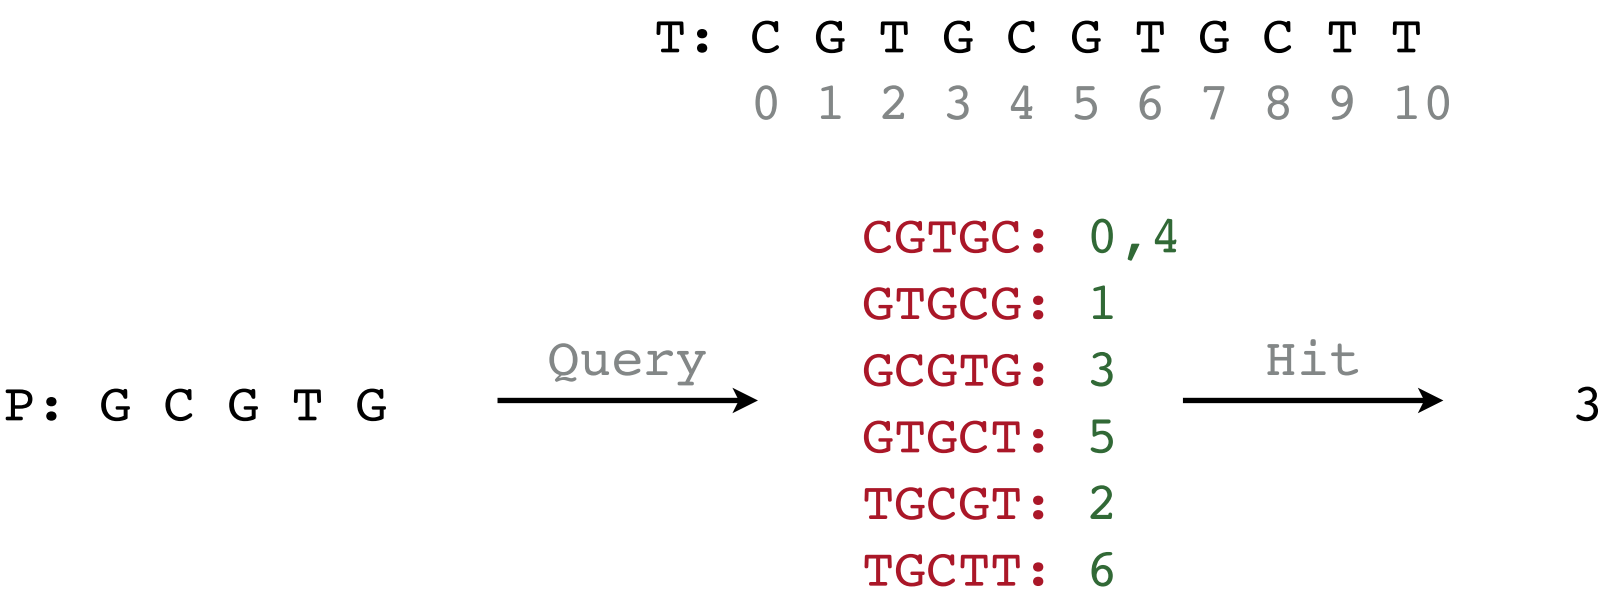 T: C G T G C G T G C T T
0 1 2 3 4 5 6 7 8 9 10
CGTGC: 0,4
GTGCG: 1
Query
GCGTG: 3
Hit
P: G C G T G
3
GTGCT: 5
TGCGT: 2
TGCTT: 6